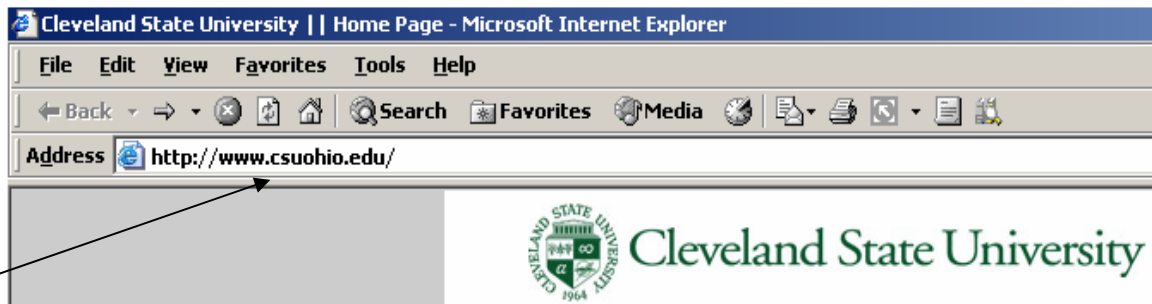 Cleveland State University || Home Page - Microsoft Internet Explorer
File Edit View Favorites Tools Help
Back Search Favorites Media
Address http://www.csuohio.edu/
CLEVELAND STATE UNIVERSITY
1964
Cleveland State University